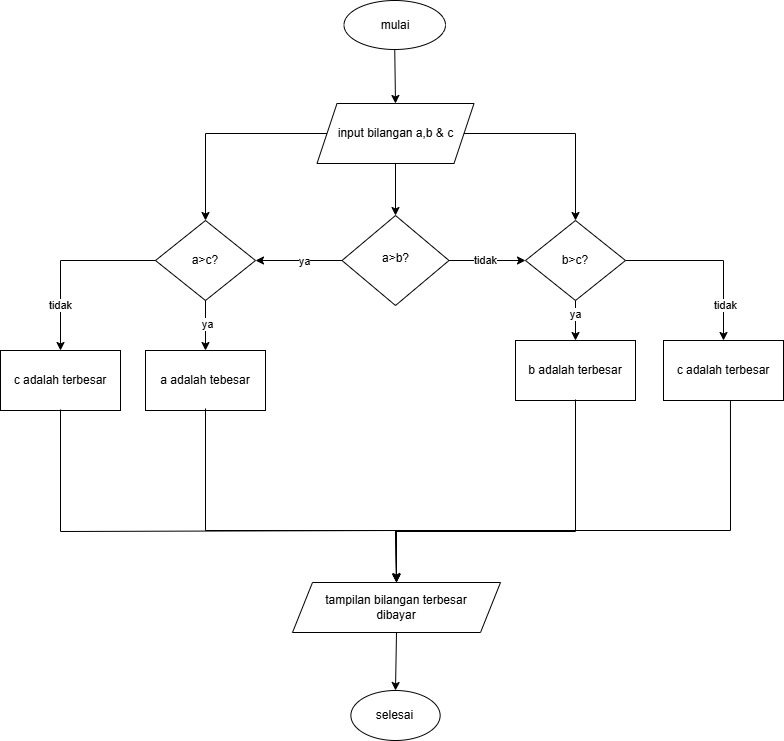 mulai
input bilangan a,b & c
a>c?
ya
a>b?
tidak
b>c?
tidak
ya
ya
tidak
c adalah terbesar
a adalah tebesar
b adalah terbesar
c adalah terbesar
tampilan bilangan terbesar
dibayar
selesai